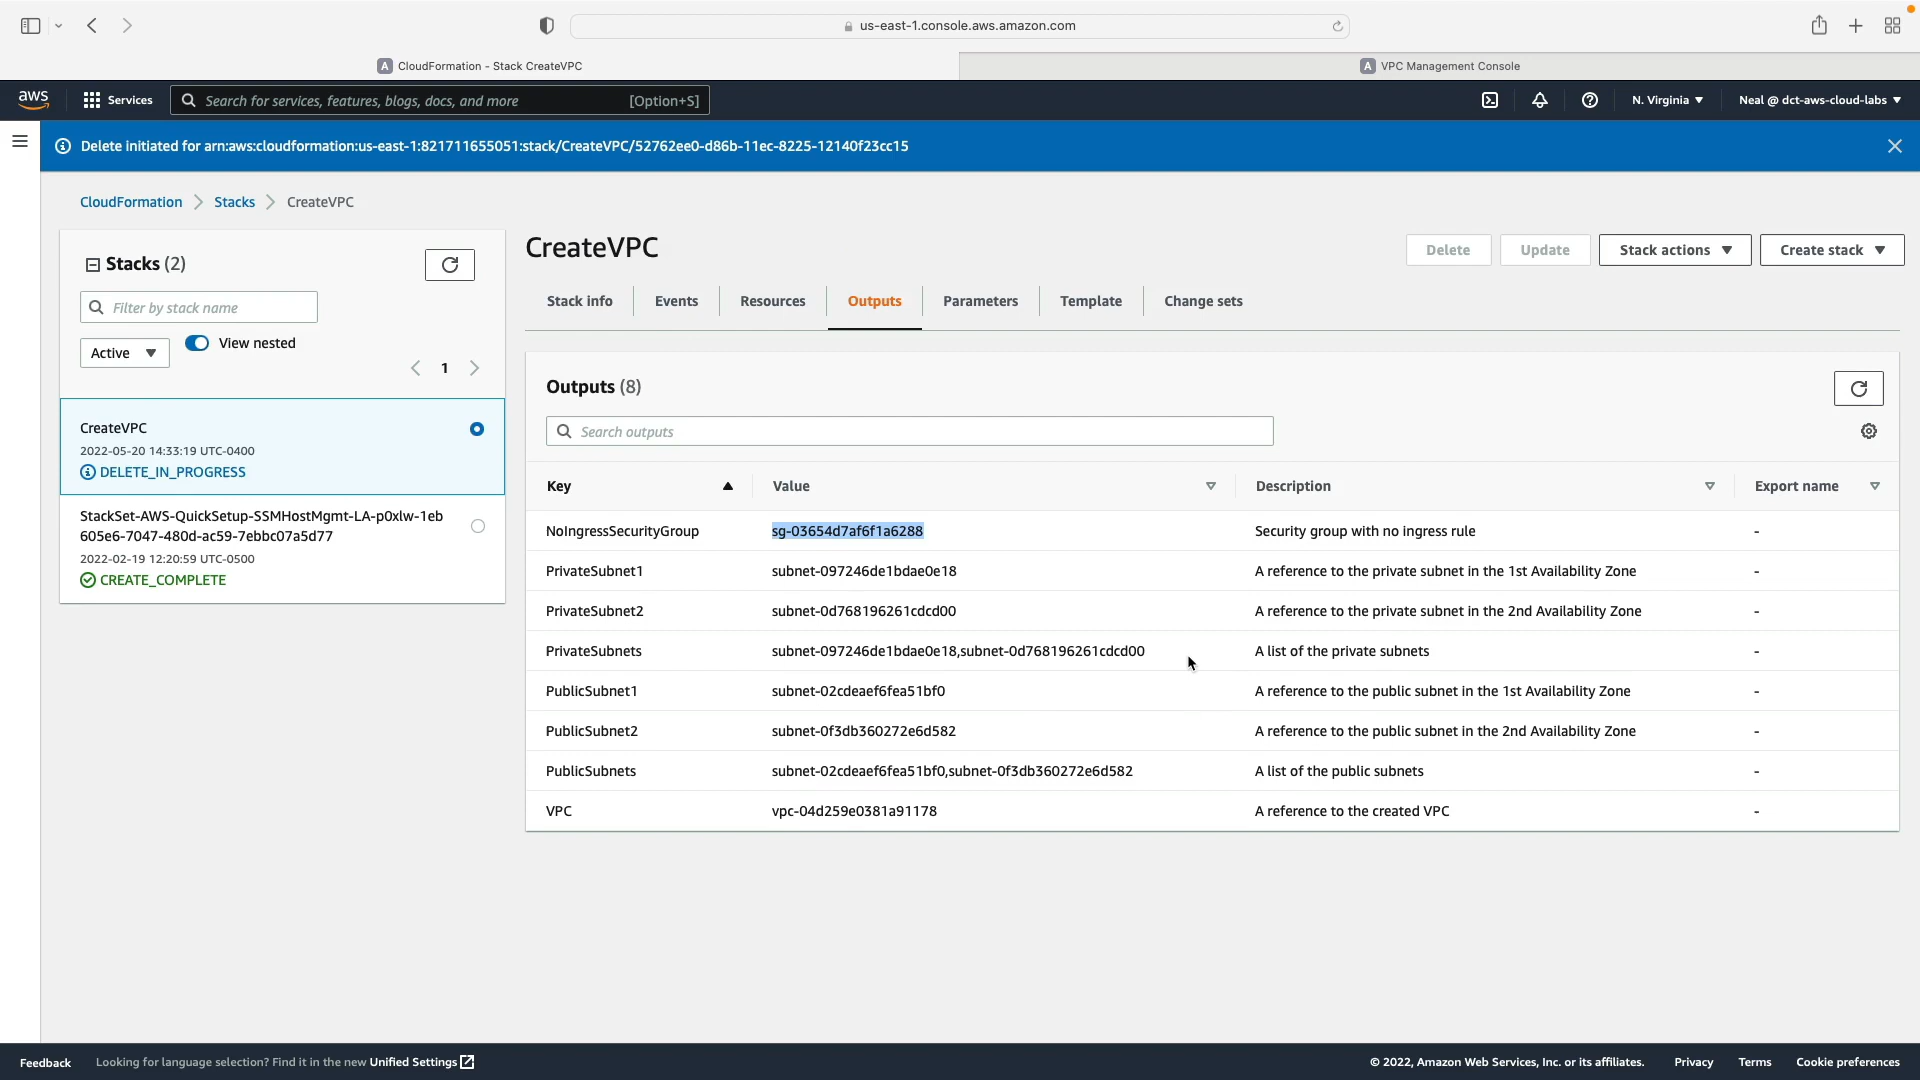 us-east-1.console.aws.amazon.com
CloudFormation - Stack CreateVPC
VPC Management Console
aws
Services
Search for services, features, blogs, docs, and more
[Option+S]
N. Virginia
Neal @ dct-aws-cloud-labs
Delete initiated for arn:aws:cloudformation:us-east-1:821711655051:stack/CreateVPC/52762ee0-d86b-11ec-8225-12140f23cc15
CloudFormation
Stacks
CreateVPC
Stacks (2)
Filter by stack name
Active
View nested
1
CreateVPC
2022-05-20 14:33:19 UTC-0400
DELETE_IN_PROGRESS
StackSet-AWS-QuickSetup-SSMHostMgmt-LA-p0xlw-1eb
605e6-7047-480d-ac59-7ebbc07a5d77
2022-02-19 12:20:59 UTC-0500
CREATE_COMPLETE
CreateVPC
Delete
Update
Stack actions
Create stack
Stack info
Events
Resources
Outputs
Parameters
Template
Change sets
Outputs (8)
Search outputs
Key Value Description Export name
NoIngressSecurityGroup sg-03654d7af6f1a6288 Security group with no ingress rule -
PrivateSubnet1 subnet-097246de1bdae0e18 A reference to the private subnet in the 1st Availability Zone -
PrivateSubnet2 subnet-0d768196261cdcd00 A reference to the private subnet in the 2nd Availability Zone -
PrivateSubnets subnet-097246de1bdae0e18,subnet-0d768196261cdcd00 A list of the private subnets -
PublicSubnet1 subnet-02cdeaef6fea51bf0 A reference to the public subnet in the 1st Availability Zone -
PublicSubnet2 subnet-0f3db360272e6d582 A reference to the public subnet in the 2nd Availability Zone -
PublicSubnets subnet-02cdeaef6fea51bf0,subnet-0f3db360272e6d582 A list of the public subnets -
VPC vpc-04d259e0381a91178 A reference to the created VPC -
Feedback
Looking for language selection? Find it in the new Unified Settings
© 2022, Amazon Web Services, Inc. or its affiliates.
Privacy
Terms
Cookie preferences